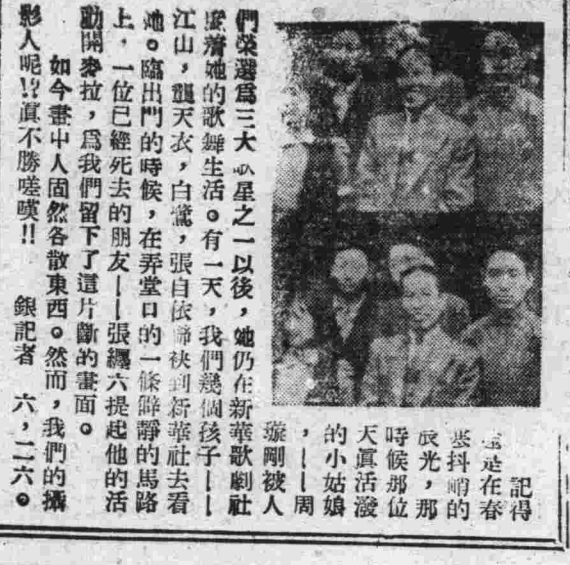 記得
是在春
抖峭的
辰光,那
時候那位
天眞活潑
的小姑娘
,——周
璇剛被人
們榮選爲三大歌星之一以後,她仍在新華歌劇社
度着她的歌舞生活。有一天,我們幾個孩子——
江山,龔天衣,白鷺,張自依聯袂到新華社去看
她。臨出門的時候,在弄堂口的一條僻靜的馬路
上,一位已經死去的朋友——張六提起他的活
動開麥拉,爲我們留下了這片斷的畫面。
如今畫中人固然各散東西。然而,我們的攝
影人呢!?眞不勝嗟嘆!! 銀記者 六,二六。